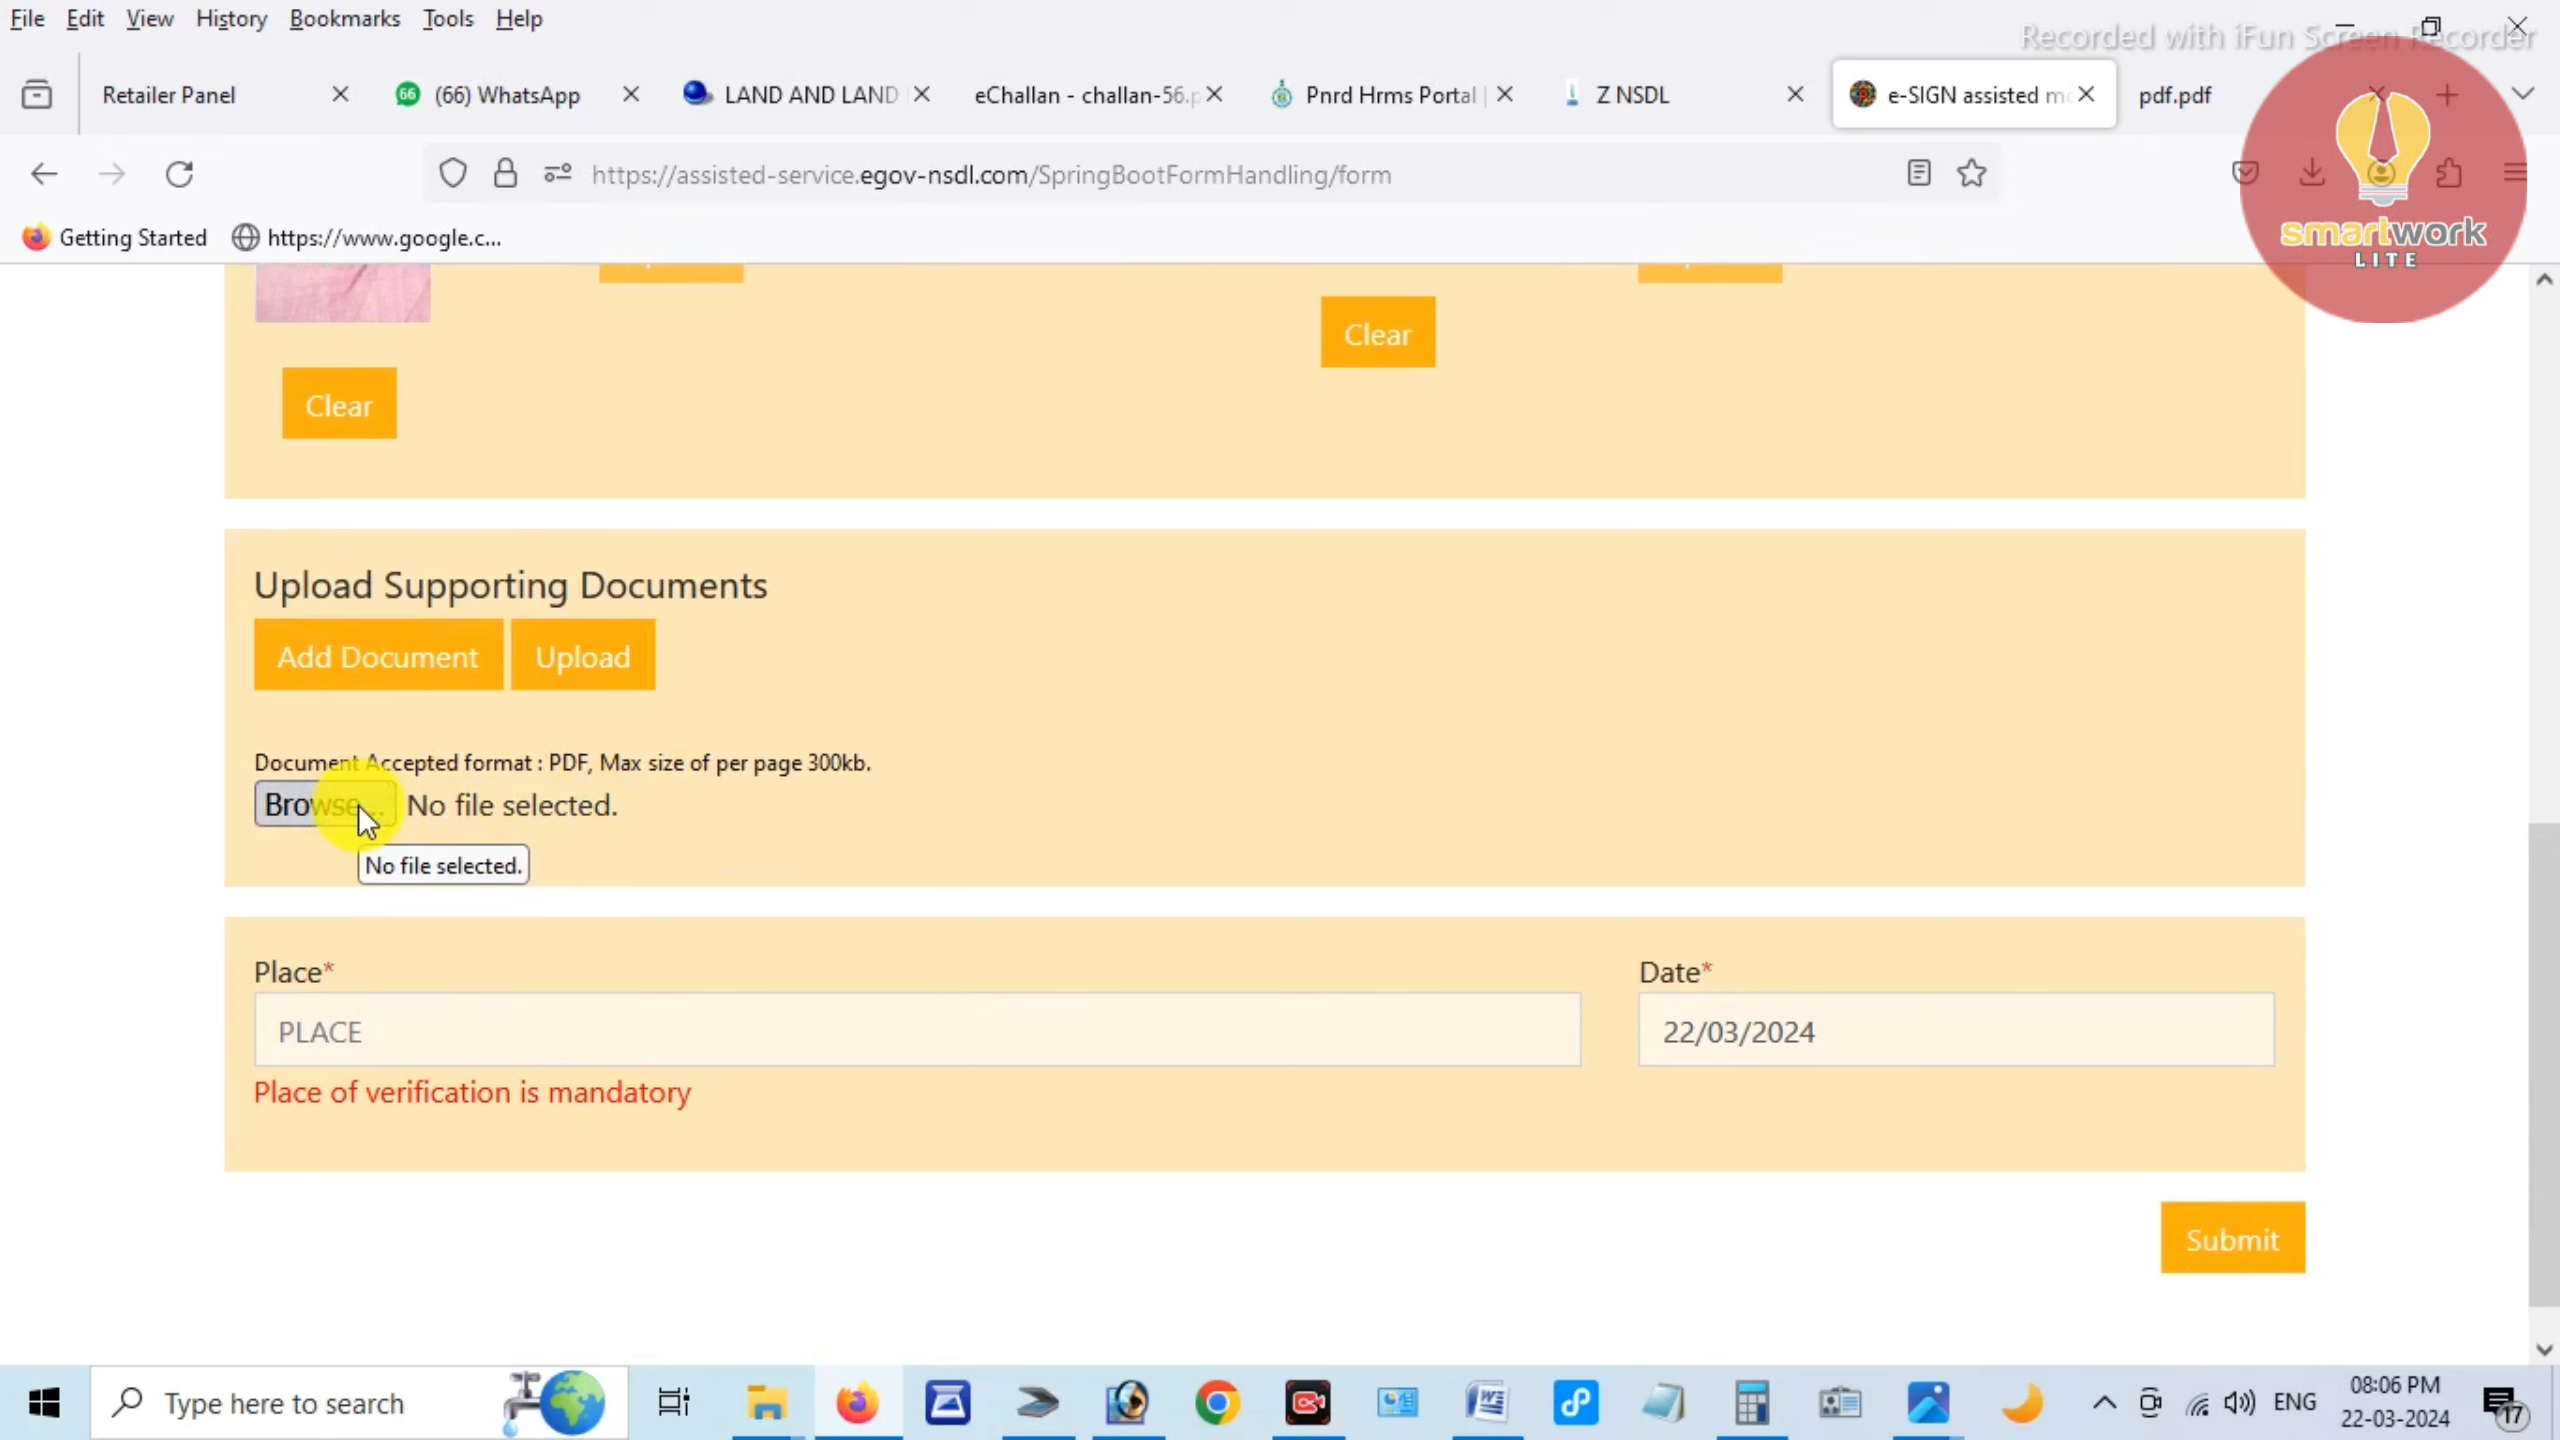 File Edit View History Bookmarks Tools Help
Recorded with iFun Screen Recorder
Retailer Panel
66 (66) WhatsApp
LAND AND LAND
eChallan - challan-56.p
Pnrd Hrms Portal |
Z NSDL
e-SIGN assisted mo
pdf.pdf
https://assisted-service.egov-nsdl.com/SpringBootFormHandling/form
smartwork
LITE
Getting Started
https://www.google.c...
Clear
Clear
Upload Supporting Documents
Add Document
Upload
Document Accepted format : PDF, Max size of per page 300kb.
Browse... No file selected.
No file selected.
Place* Date*
PLACE 22/03/2024
Place of verification is mandatory
Submit
Type here to search
ENG
08:06 PM
22-03-2024
17